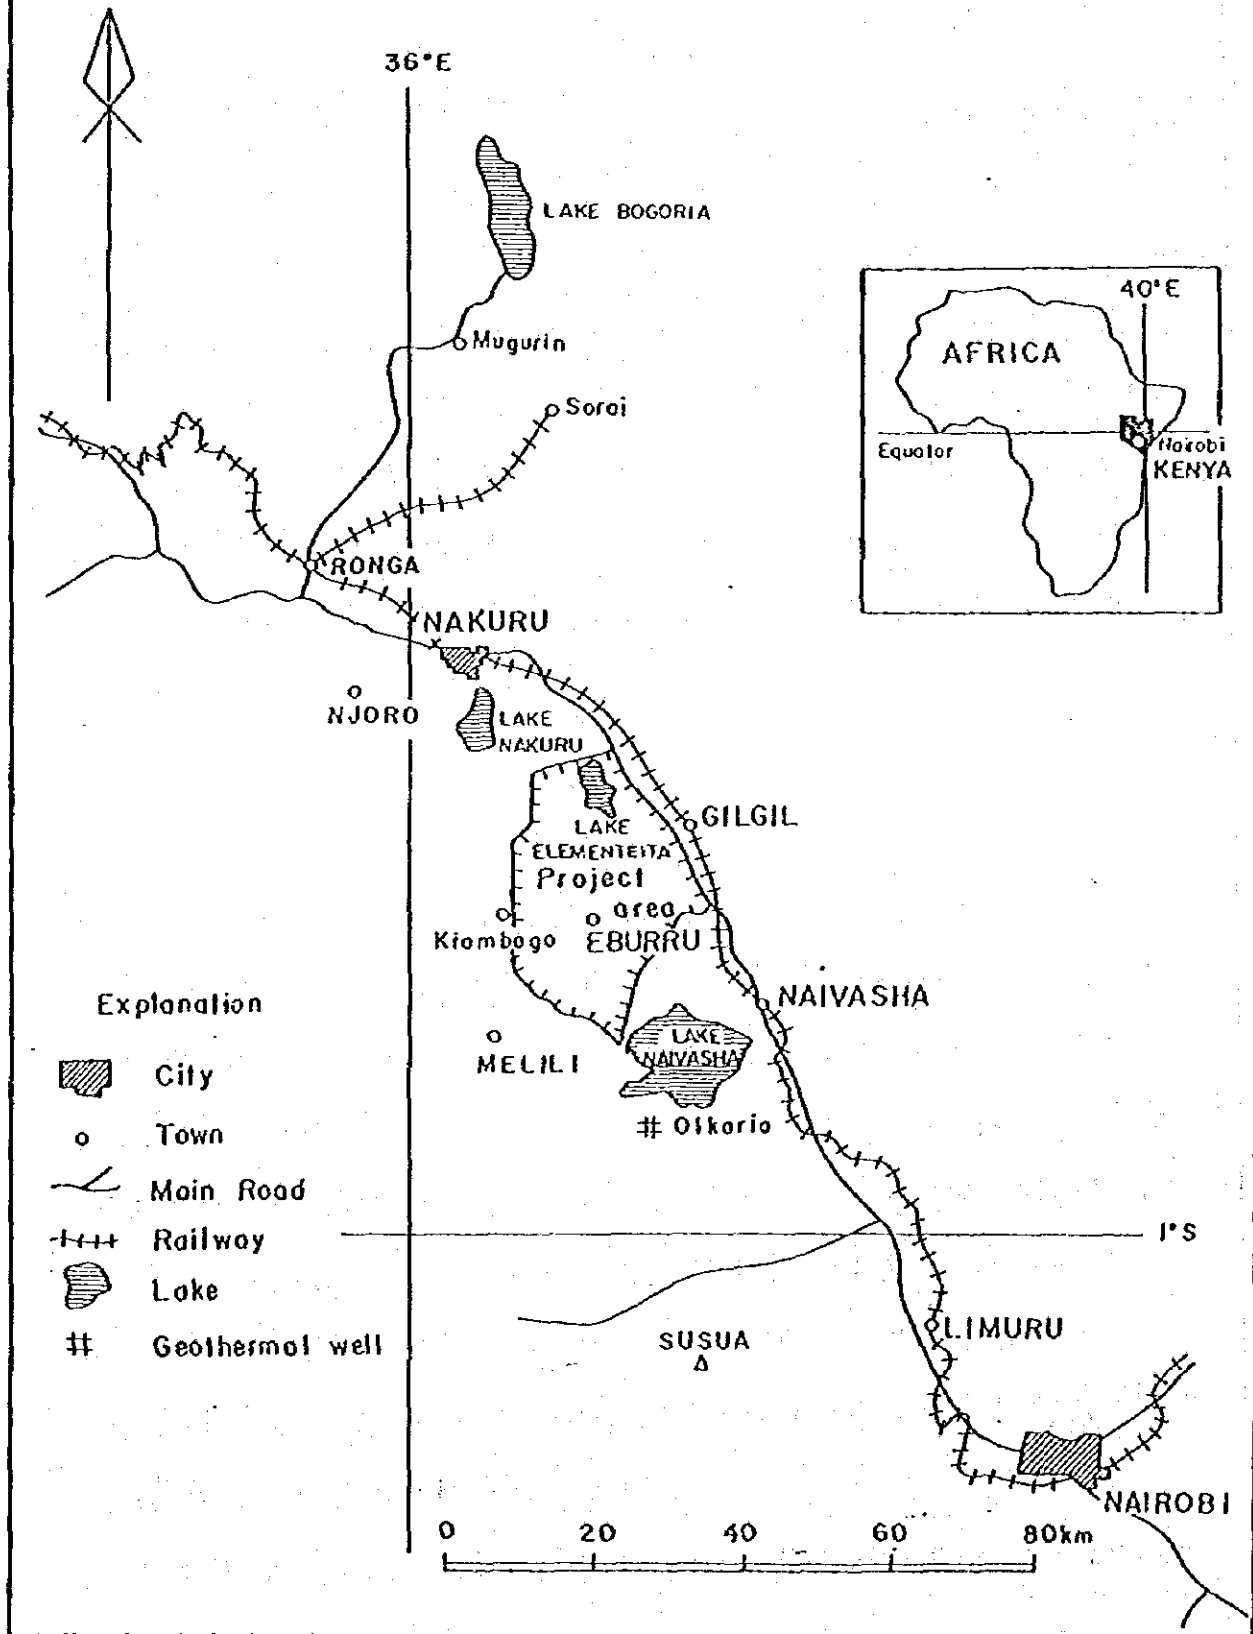 36°E
LAKE BOGORIA
40°E
AFRICA
Mugurin
Soroi
Equator
Nairobi
KENYA
RONGA
NAKURU
NJORO
LAKE
NAKURU
GILGIL
LAKE
ELEMENTEITA
Project
area
Kiambogo
EBURRU
NAIVASHA
Explanation
LAKE
NAIVASHA
MELILI
City
Olkaria
Town
Main Road
Railway
1°S
Lake
LIMURU
SUSUA
Geothermal well
NAIROBI
0 20 40 60 80km